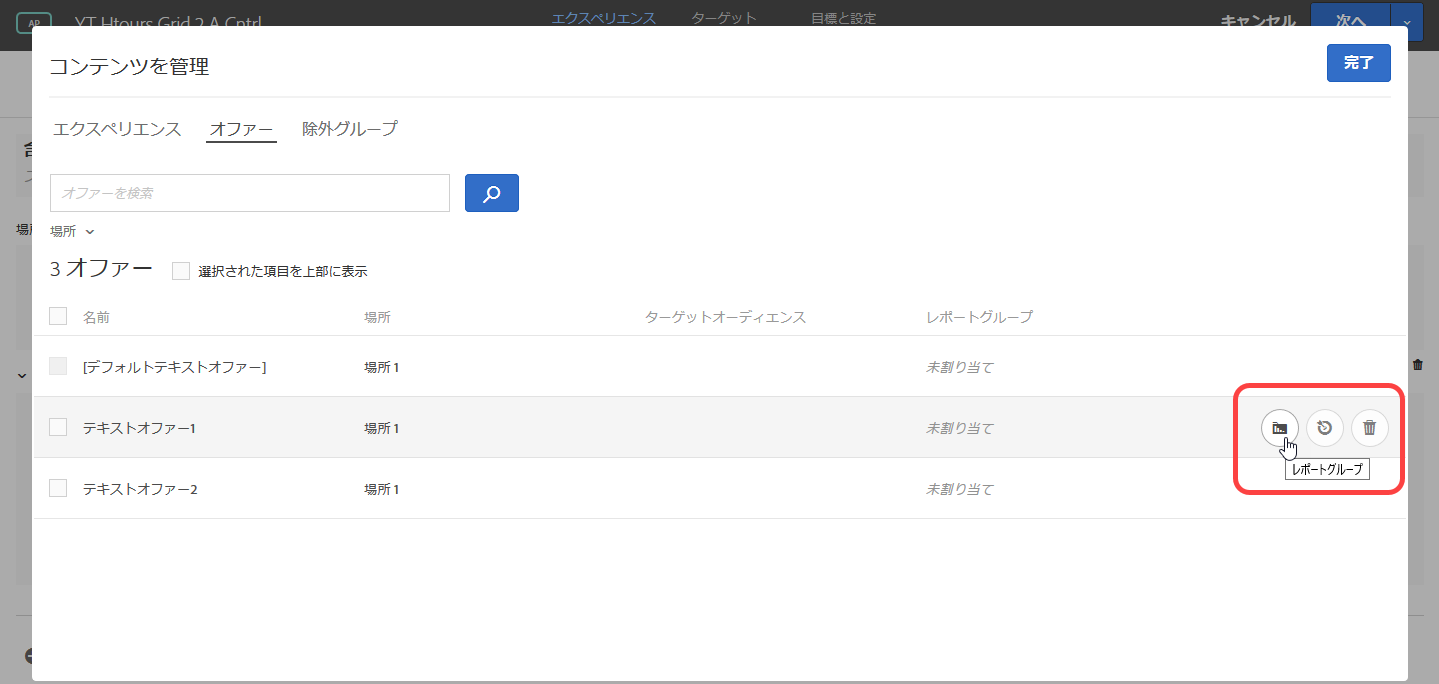 AP YT Htours Grid 2 A Cntrl エクスペリエンス ターゲット 目標と設定 キャンセル 次へ
コンテンツを管理 完了
エクスペリエンス オファー 除外グループ
オファーを検索
場所
場所
3 オファー 選択された項目を上部に表示
名前 場所 ターゲットオーディエンス レポートグループ
[デフォルトテキストオファー] 場所 1 未割り当て
テキストオファー1 場所 1 未割り当て
レポートグループ
テキストオファー2 場所 1 未割り当て